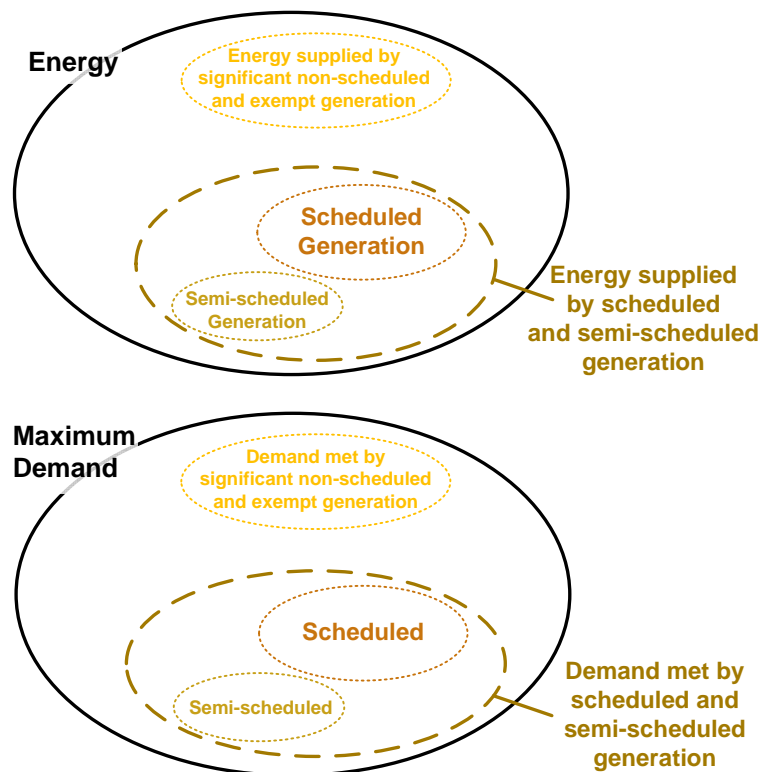 Energy
Energy supplied by
significant non-scheduled
and exempt generation
Scheduled
Generation
Semi-scheduled
Generation
Energy supplied
by scheduled
and semi-scheduled
generation
Maximum
Demand
Demand met by
significant non-scheduled
and exempt generation
Scheduled
Semi-scheduled
Demand met by
scheduled and
semi-scheduled
generation